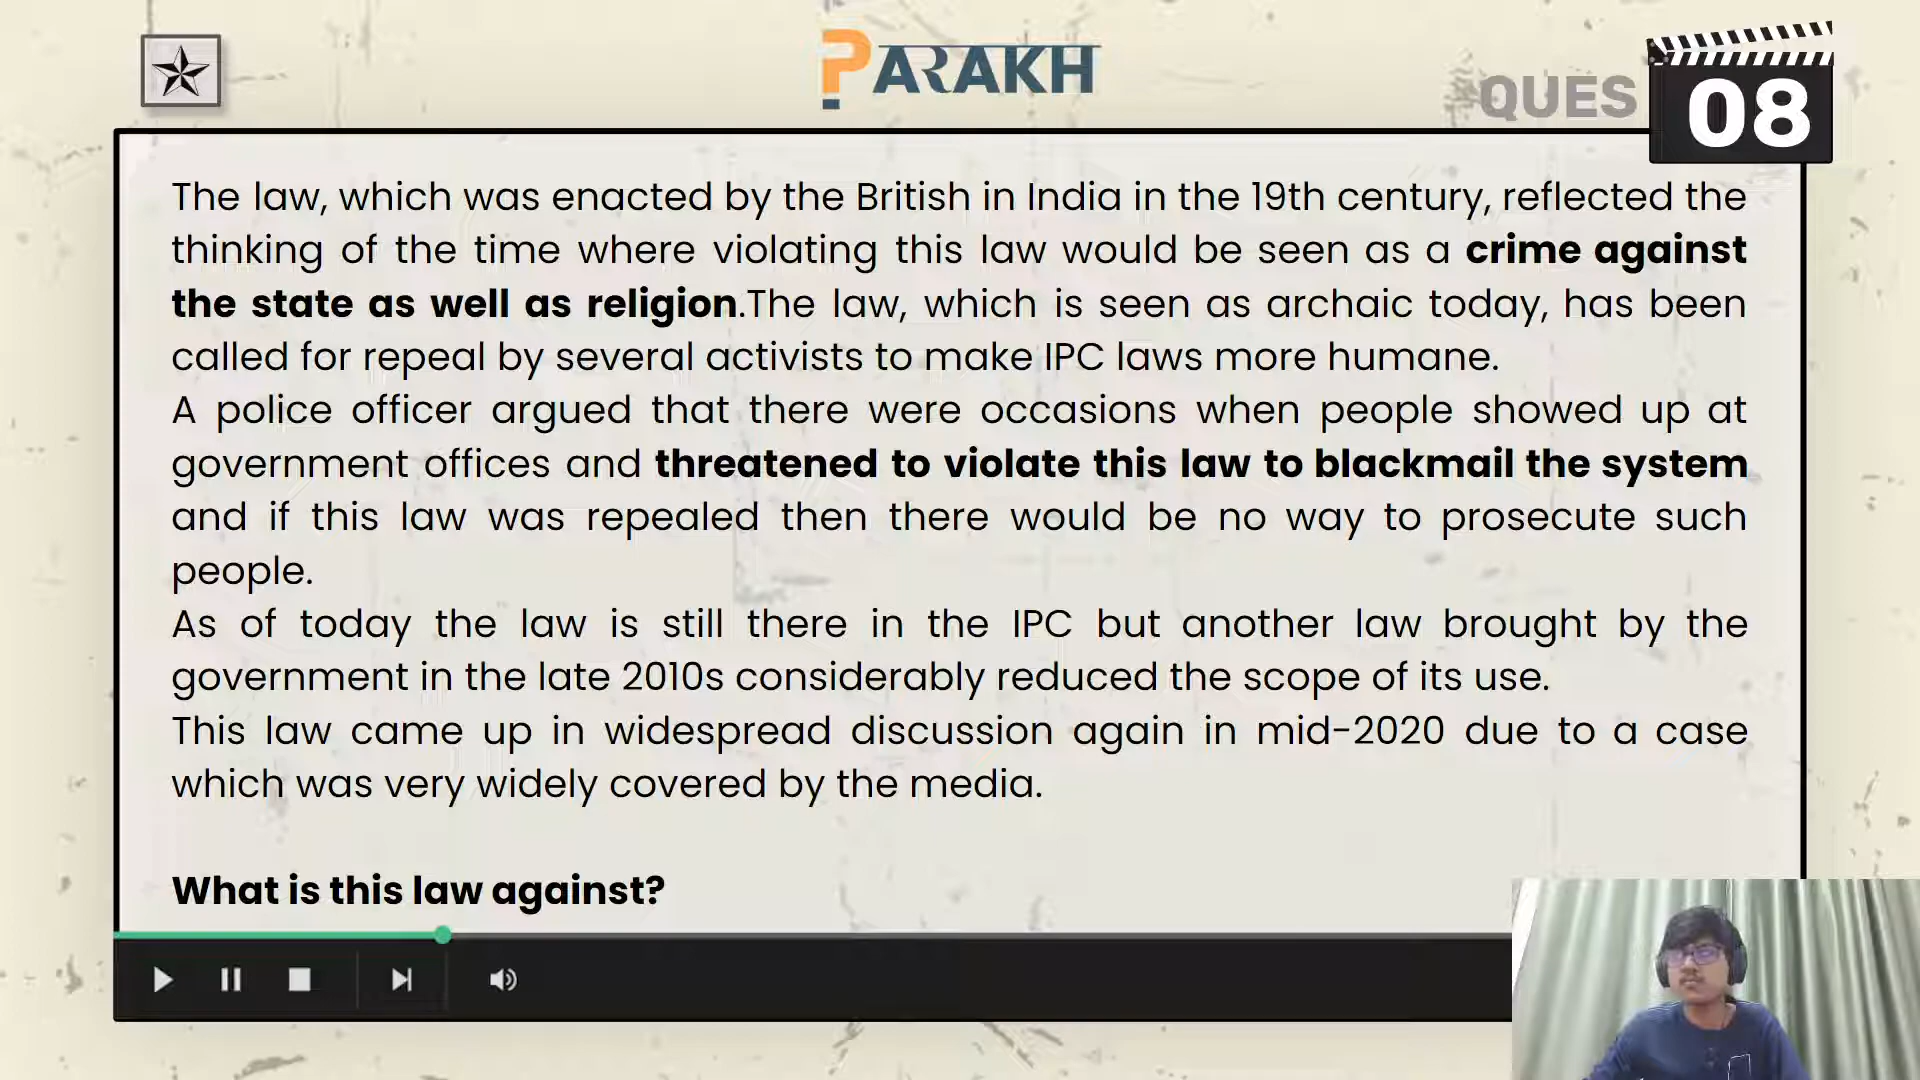 ?ARAKH
QUES
08
The law, which was enacted by the British in India in the 19th century, reflected the
thinking of the time where violating this law would be seen as a crime against
the state as well as religion.The law, which is seen as archaic today, has been
called for repeal by several activists to make IPC laws more humane.
A police officer argued that there were occasions when people showed up at
government offices and threatened to violate this law to blackmail the system
and if this law was repealed then there would be no way to prosecute such
people.
As of today the law is still there in the IPC but another law brought by the
government in the late 2010s considerably reduced the scope of its use.
This law came up in widespread discussion again in mid-2020 due to a case
which was very widely covered by the media.
What is this law against?